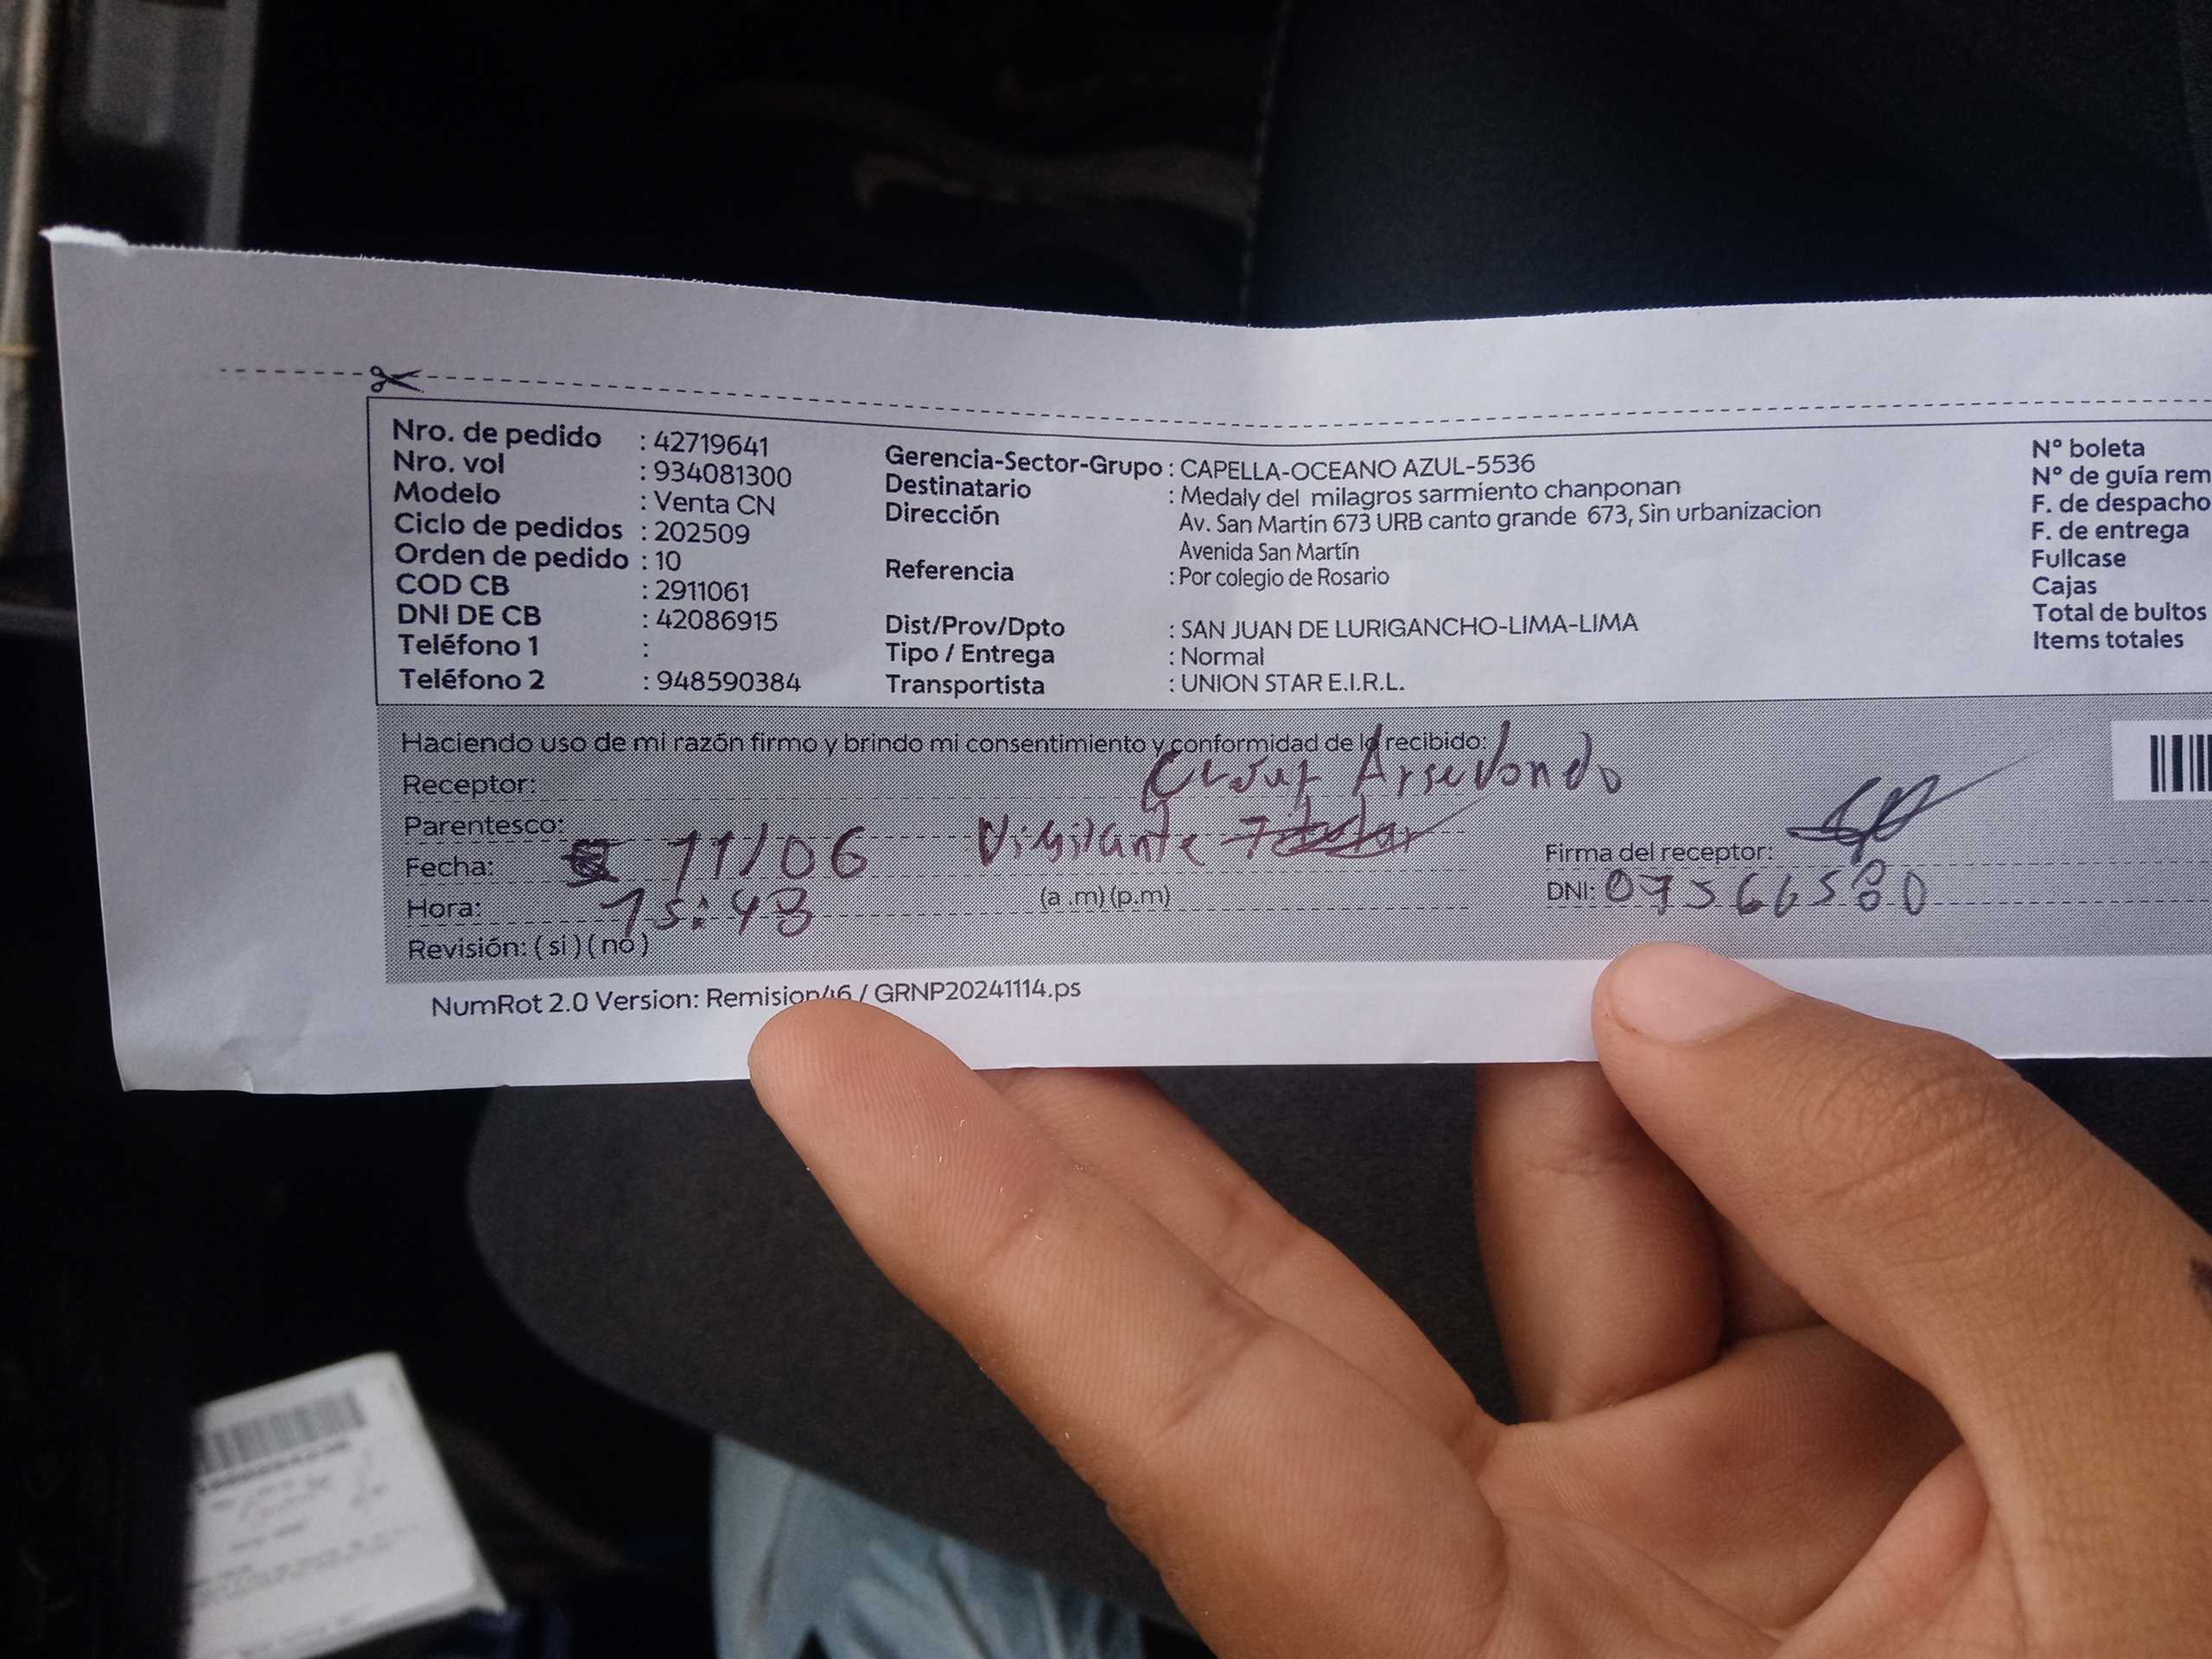 Nro. de pedido : 42719641
Nro. vol : 934081300
Modelo : Venta CN
Ciclo de pedidos : 202509
Orden de pedido : 10
COD CB : 2911061
DNI DE CB : 42086915
Teléfono 1 :
Teléfono 2 : 948590384
Gerencia-Sector-Grupo : CAPELLA-OCEANO AZUL-5536
Destinatario : Medaly del milagros sarmiento chanponan
Dirección Av. San Martin 673 URB canto grande 673, Sin urbanizacion
Avenida San Martín
Referencia : Por colegio de Rosario
Dist/Prov/Dpto : SAN JUAN DE LURIGANCHO-LIMA-LIMA
Tipo / Entrega : Normal
Transportista : UNION STAR E.I.R.L.
N° boleta
N° de guía rem
F. de despacho
F. de entrega
Fullcase
Cajas
Total de bultos
Items totales
Haciendo uso de mi razón firmo y brindo mi consentimiento y conformidad de lo recibido:
Receptor:
Parentesco: Vigilante
Fecha: 11/06
Hora: 15:43 (a .m) (p.m)
Revisión: ( si ) ( no )
Firma del receptor:
DNI: 07566580
NumRot 2.0 Version: Remision46 / GRNP20241114.ps